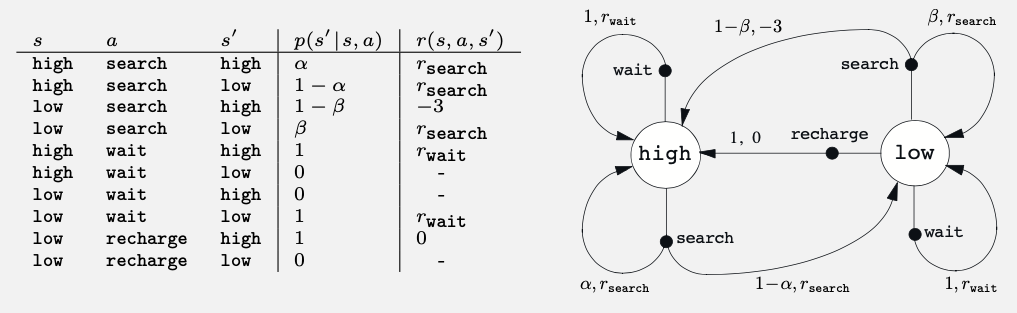 s a s′ p(s′ | s, a) r(s, a, s′)
high search high α r_search
high search low 1 − α r_search
low search high 1 − β −3
low search low β r_search
high wait high 1 r_wait
high wait low 0 -
low wait high 0 -
low wait low 1 r_wait
low recharge high 1 0
low recharge low 0 -
1, r_wait
1−β, −3
β, r_search
wait
search
1, 0
recharge
high
low
search
wait
α, r_search
1−α, r_search
1, r_wait